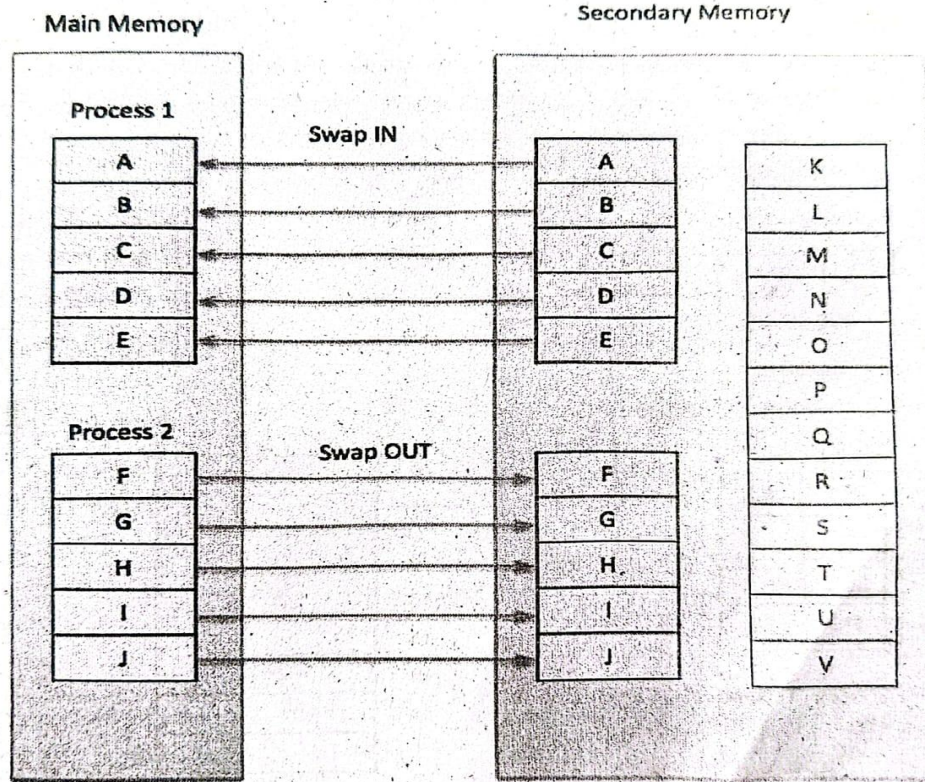 Main Memory
Secondary Memory
Process 1
Swap IN
A
B
C
D
E
Process 2
Swap OUT
F
G
H
I
J
A
B
C
D
E
F
G
H
I
J
K
L
M
N
O
P
Q
R
S
T
U
V